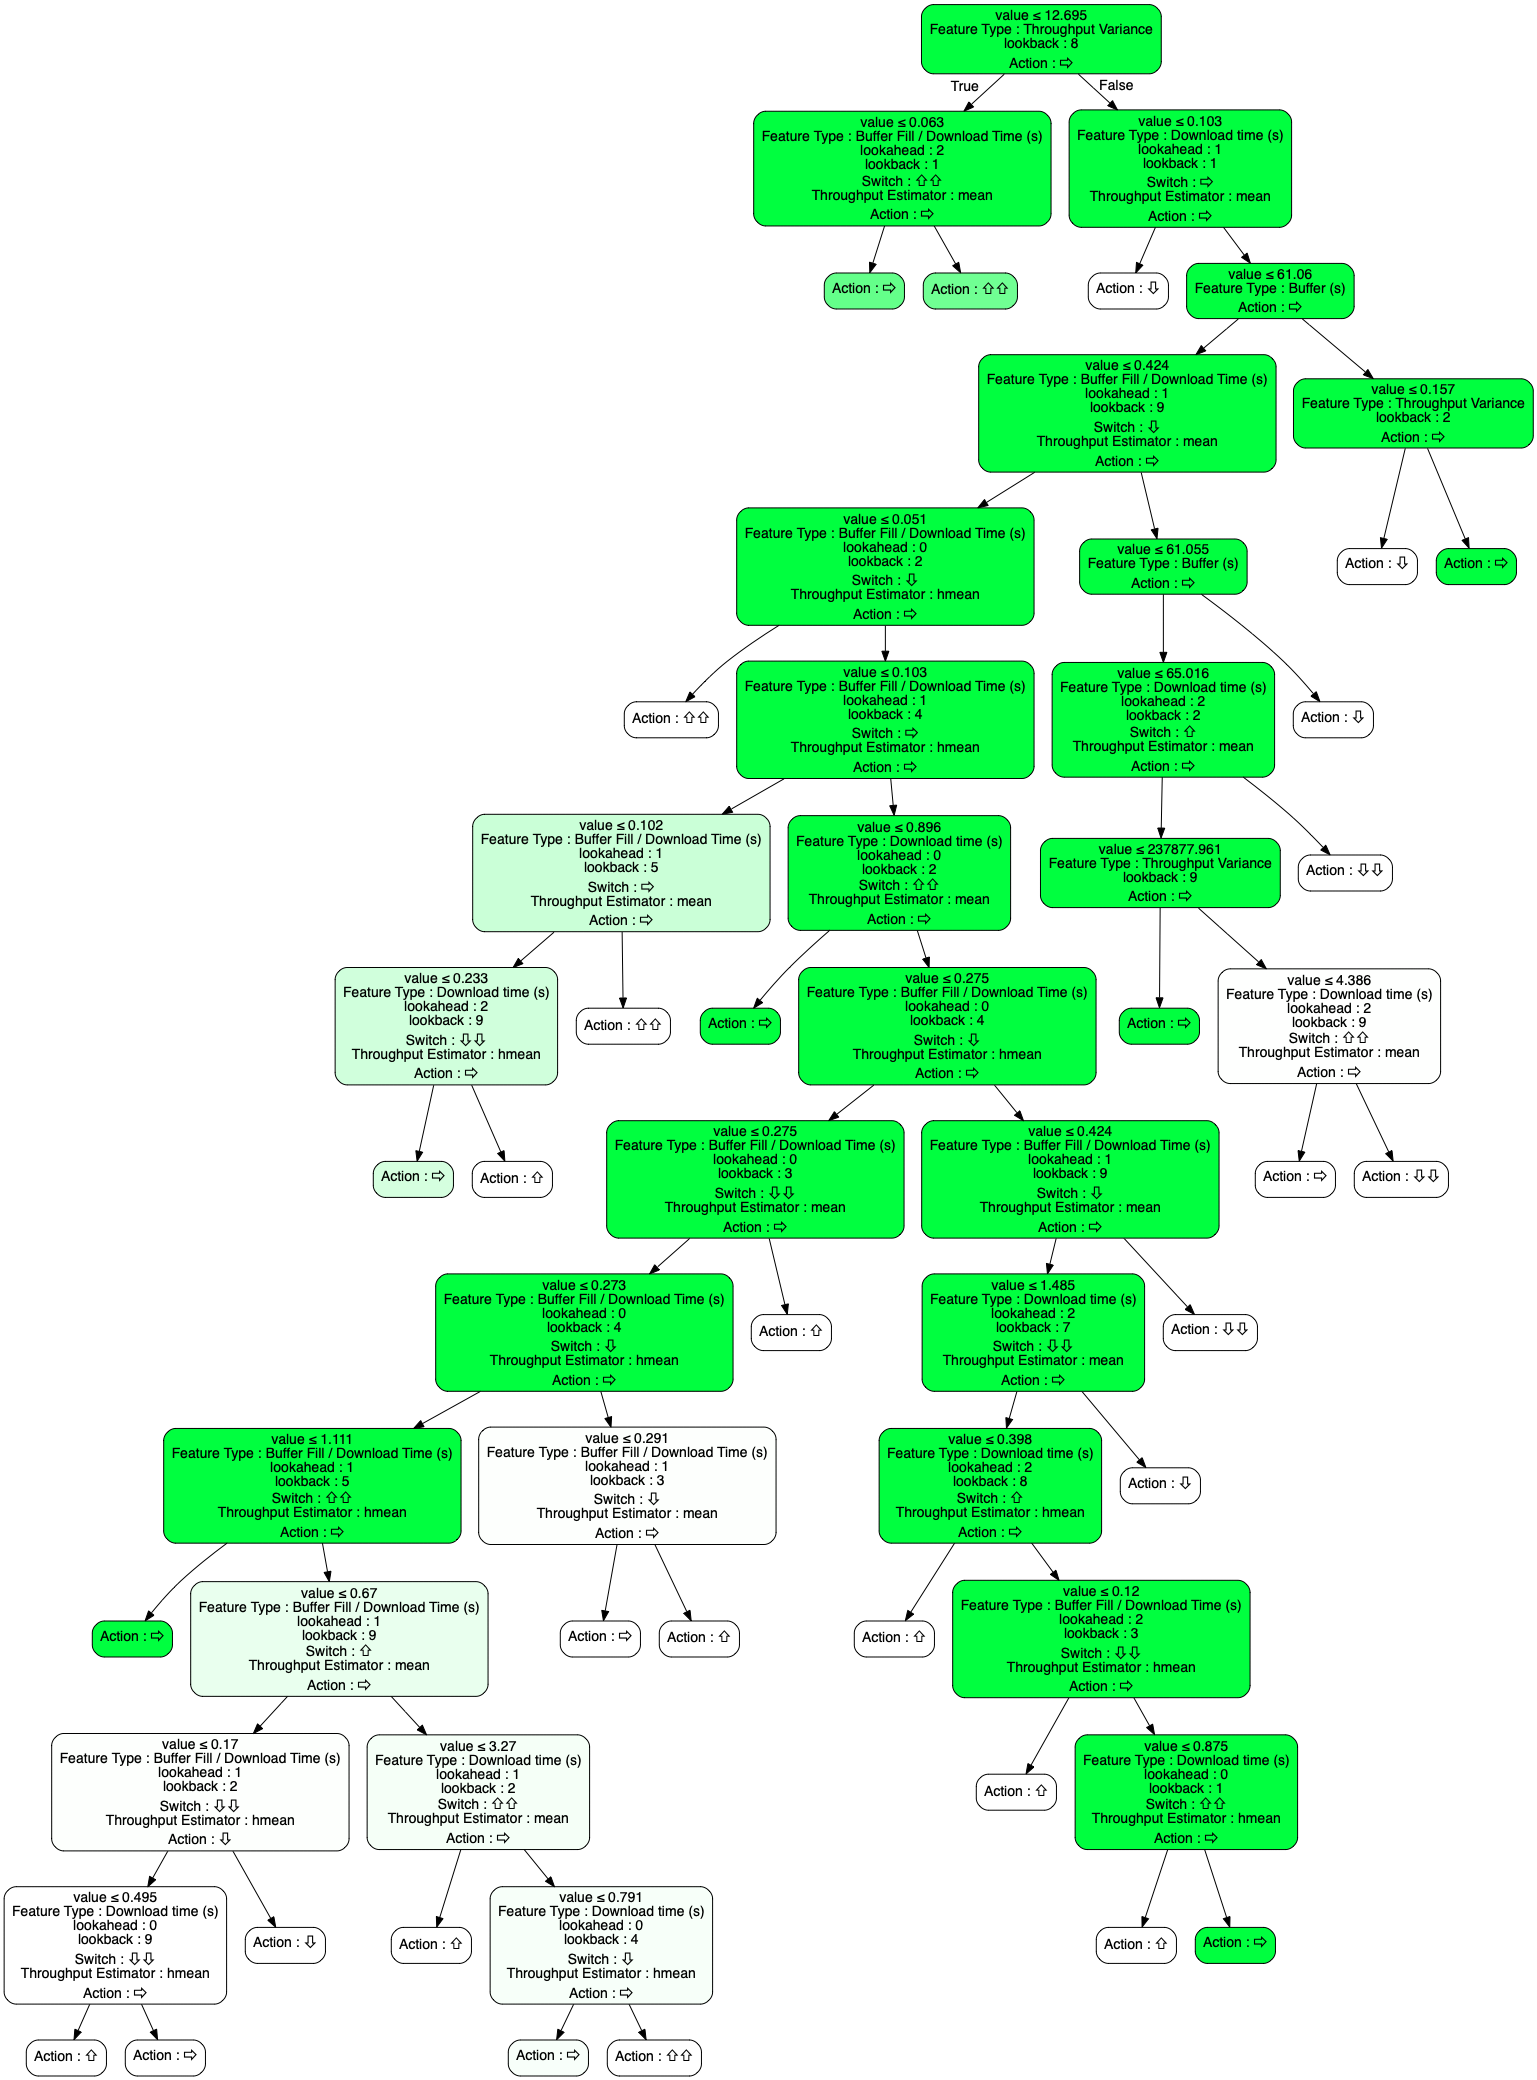 value ≤ 12.695
Feature Type : Throughput Variance
lookback : 8
Action : ⇨
True
False
value ≤ 0.063
Feature Type : Buffer Fill / Download Time (s)
lookahead : 2
lookback : 1
Switch : ⇧⇧
Throughput Estimator : mean
Action : ⇨
value ≤ 0.103
Feature Type : Download time (s)
lookahead : 1
lookback : 1
Switch : ⇨
Throughput Estimator : mean
Action : ⇨
Action : ⇨
Action : ⇧⇧
Action : ⇩
value ≤ 61.06
Feature Type : Buffer (s)
Action : ⇨
value ≤ 0.424
Feature Type : Buffer Fill / Download Time (s)
lookahead : 1
lookback : 9
Switch : ⇩
Throughput Estimator : mean
Action : ⇨
value ≤ 0.157
Feature Type : Throughput Variance
lookback : 2
Action : ⇨
value ≤ 0.051
Feature Type : Buffer Fill / Download Time (s)
lookahead : 0
lookback : 2
Switch : ⇩
Throughput Estimator : hmean
Action : ⇨
value ≤ 61.055
Feature Type : Buffer (s)
Action : ⇨
Action : ⇩
Action : ⇨
Action : ⇧⇧
value ≤ 0.103
Feature Type : Buffer Fill / Download Time (s)
lookahead : 1
lookback : 4
Switch : ⇨
Throughput Estimator : hmean
Action : ⇨
value ≤ 65.016
Feature Type : Download time (s)
lookahead : 2
lookback : 2
Switch : ⇧
Throughput Estimator : mean
Action : ⇨
Action : ⇩
value ≤ 0.102
Feature Type : Buffer Fill / Download Time (s)
lookahead : 1
lookback : 5
Switch : ⇨
Throughput Estimator : mean
Action : ⇨
value ≤ 0.896
Feature Type : Download time (s)
lookahead : 0
lookback : 2
Switch : ⇧⇧
Throughput Estimator : mean
Action : ⇨
value ≤ 237877.961
Feature Type : Throughput Variance
lookback : 9
Action : ⇨
Action : ⇩⇩
value ≤ 0.233
Feature Type : Download time (s)
lookahead : 2
lookback : 9
Switch : ⇩⇩
Throughput Estimator : hmean
Action : ⇨
Action : ⇧⇧
Action : ⇨
value ≤ 0.275
Feature Type : Buffer Fill / Download Time (s)
lookahead : 0
lookback : 4
Switch : ⇩
Throughput Estimator : hmean
Action : ⇨
Action : ⇨
value ≤ 4.386
Feature Type : Download time (s)
lookahead : 2
lookback : 9
Switch : ⇧⇧
Throughput Estimator : mean
Action : ⇨
Action : ⇨
Action : ⇧
value ≤ 0.275
Feature Type : Buffer Fill / Download Time (s)
lookahead : 0
lookback : 3
Switch : ⇩⇩
Throughput Estimator : mean
Action : ⇨
value ≤ 0.424
Feature Type : Buffer Fill / Download Time (s)
lookahead : 1
lookback : 9
Switch : ⇩
Throughput Estimator : mean
Action : ⇨
Action : ⇨
Action : ⇩⇩
value ≤ 0.273
Feature Type : Buffer Fill / Download Time (s)
lookahead : 0
lookback : 4
Switch : ⇩
Throughput Estimator : hmean
Action : ⇨
Action : ⇧
value ≤ 1.485
Feature Type : Download time (s)
lookahead : 2
lookback : 7
Switch : ⇩⇩
Throughput Estimator : mean
Action : ⇨
Action : ⇩⇩
value ≤ 1.111
Feature Type : Buffer Fill / Download Time (s)
lookahead : 1
lookback : 5
Switch : ⇧⇧
Throughput Estimator : hmean
Action : ⇨
value ≤ 0.291
Feature Type : Buffer Fill / Download Time (s)
lookahead : 1
lookback : 3
Switch : ⇩
Throughput Estimator : mean
Action : ⇨
value ≤ 0.398
Feature Type : Download time (s)
lookahead : 2
lookback : 8
Switch : ⇧
Throughput Estimator : hmean
Action : ⇨
Action : ⇩
Action : ⇨
value ≤ 0.67
Feature Type : Buffer Fill / Download Time (s)
lookahead : 1
lookback : 9
Switch : ⇧
Throughput Estimator : mean
Action : ⇨
Action : ⇨
Action : ⇧
Action : ⇧
value ≤ 0.12
Feature Type : Buffer Fill / Download Time (s)
lookahead : 2
lookback : 3
Switch : ⇩⇩
Throughput Estimator : hmean
Action : ⇨
value ≤ 0.17
Feature Type : Buffer Fill / Download Time (s)
lookahead : 1
lookback : 2
Switch : ⇩⇩
Throughput Estimator : hmean
Action : ⇩
value ≤ 3.27
Feature Type : Download time (s)
lookahead : 1
lookback : 2
Switch : ⇧⇧
Throughput Estimator : mean
Action : ⇨
Action : ⇧
value ≤ 0.875
Feature Type : Download time (s)
lookahead : 0
lookback : 1
Switch : ⇧⇧
Throughput Estimator : hmean
Action : ⇨
value ≤ 0.495
Feature Type : Download time (s)
lookahead : 0
lookback : 9
Switch : ⇩⇩
Throughput Estimator : hmean
Action : ⇨
Action : ⇩
Action : ⇧
value ≤ 0.791
Feature Type : Download time (s)
lookahead : 0
lookback : 4
Switch : ⇩
Throughput Estimator : hmean
Action : ⇨
Action : ⇧
Action : ⇨
Action : ⇧
Action : ⇨
Action : ⇨
Action : ⇧⇧